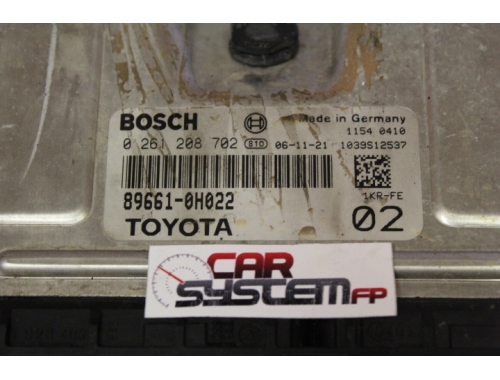 BOSCH Made in Germany
1154 0410
0 261 208 702 B10 06-11-21 1039S12537
89661-0H022 1KR-FE
TOYOTA 02
CAR
SYSTEM FP